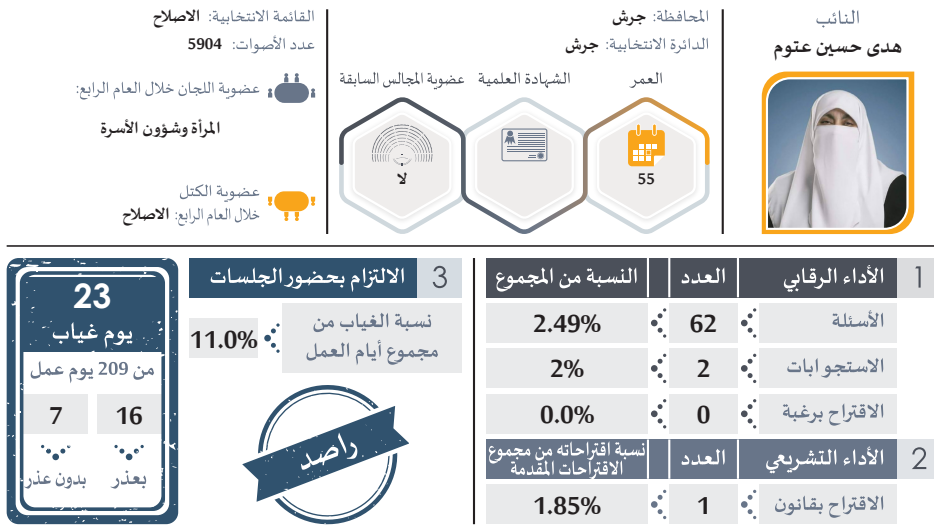 النائب
هدى حسين عتوم
المحافظة: جرش
الدائرة الانتخابية: جرش
العمر
55
الشهادة العلمية
عضوية المجالس السابقة
لا
القائمة الانتخابية: الاصلاح
عدد الأصوات: 5904
عضوية اللجان خلال العام الرابع:
المرأة وشؤون الأسرة
عضوية الكتل
خلال العام الرابع: الاصلاح
1 الأداء الرقابي العدد النسبة من المجموع
الأسئلة 62 2.49%
الاستجوابات 2 2%
الاقتراح برغبة 0 0.0%
2 الأداء التشريعي العدد نسبة اقتراحاته من مجموع
الاقتراحات المقدمة
الاقتراح بقانون 1 1.85%
3 الالتزام بحضور الجلسات
نسبة الغياب من
مجموع أيام العمل
11.0%
راصد
23
يوم غياب
من 209 يوم عمل
16 7
بعذر بدون عذر